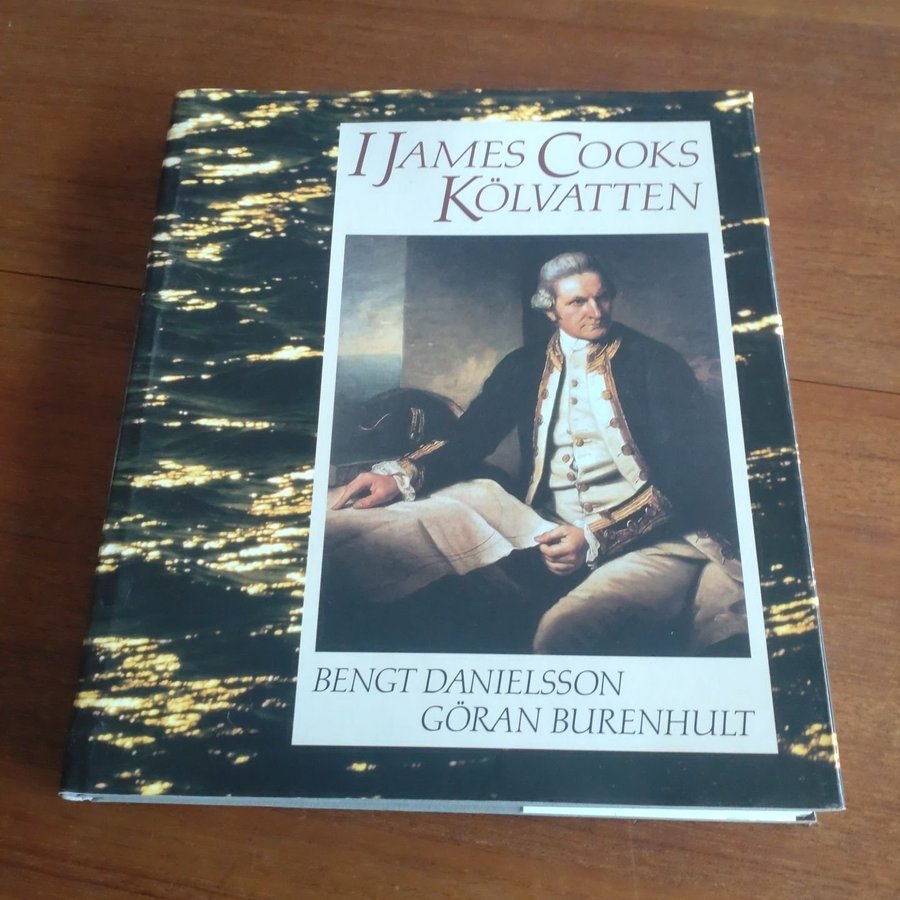 I JAMES COOKS
KÖLVATTEN
BENGT DANIELSSON
GÖRAN BURENHULT